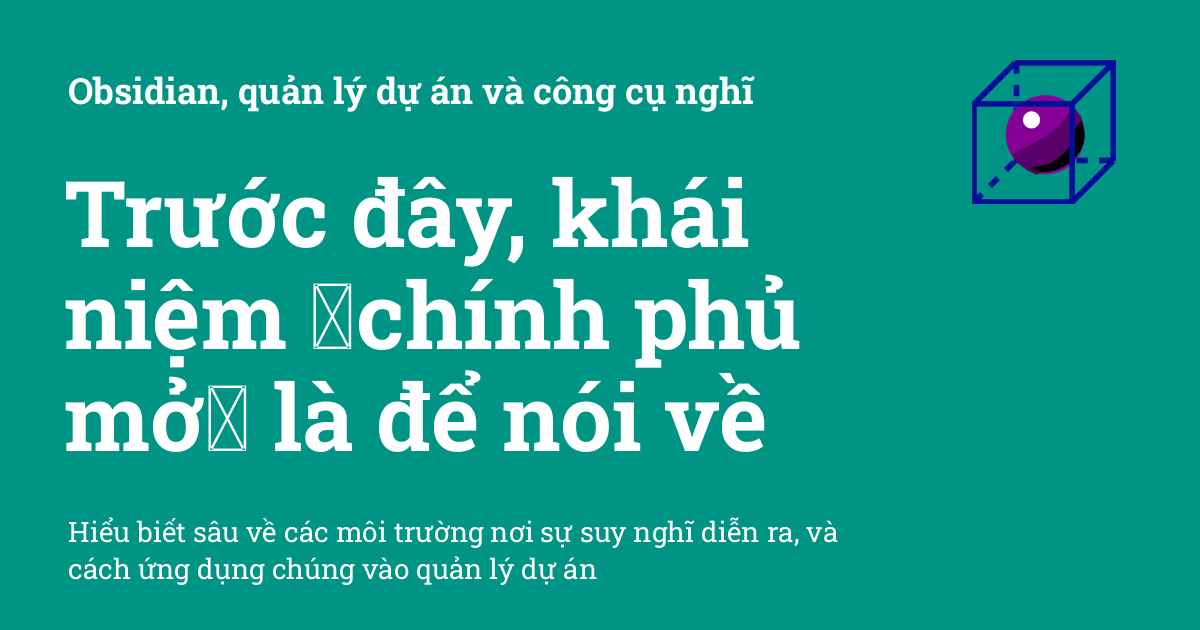 Obsidian, quản lý dự án và công cụ nghĩ
Trước đây, khái
niệm chính phủ
mở là để nói về
Hiểu biết sâu về các môi trường nơi sự suy nghĩ diễn ra, và
cách ứng dụng chúng vào quản lý dự án